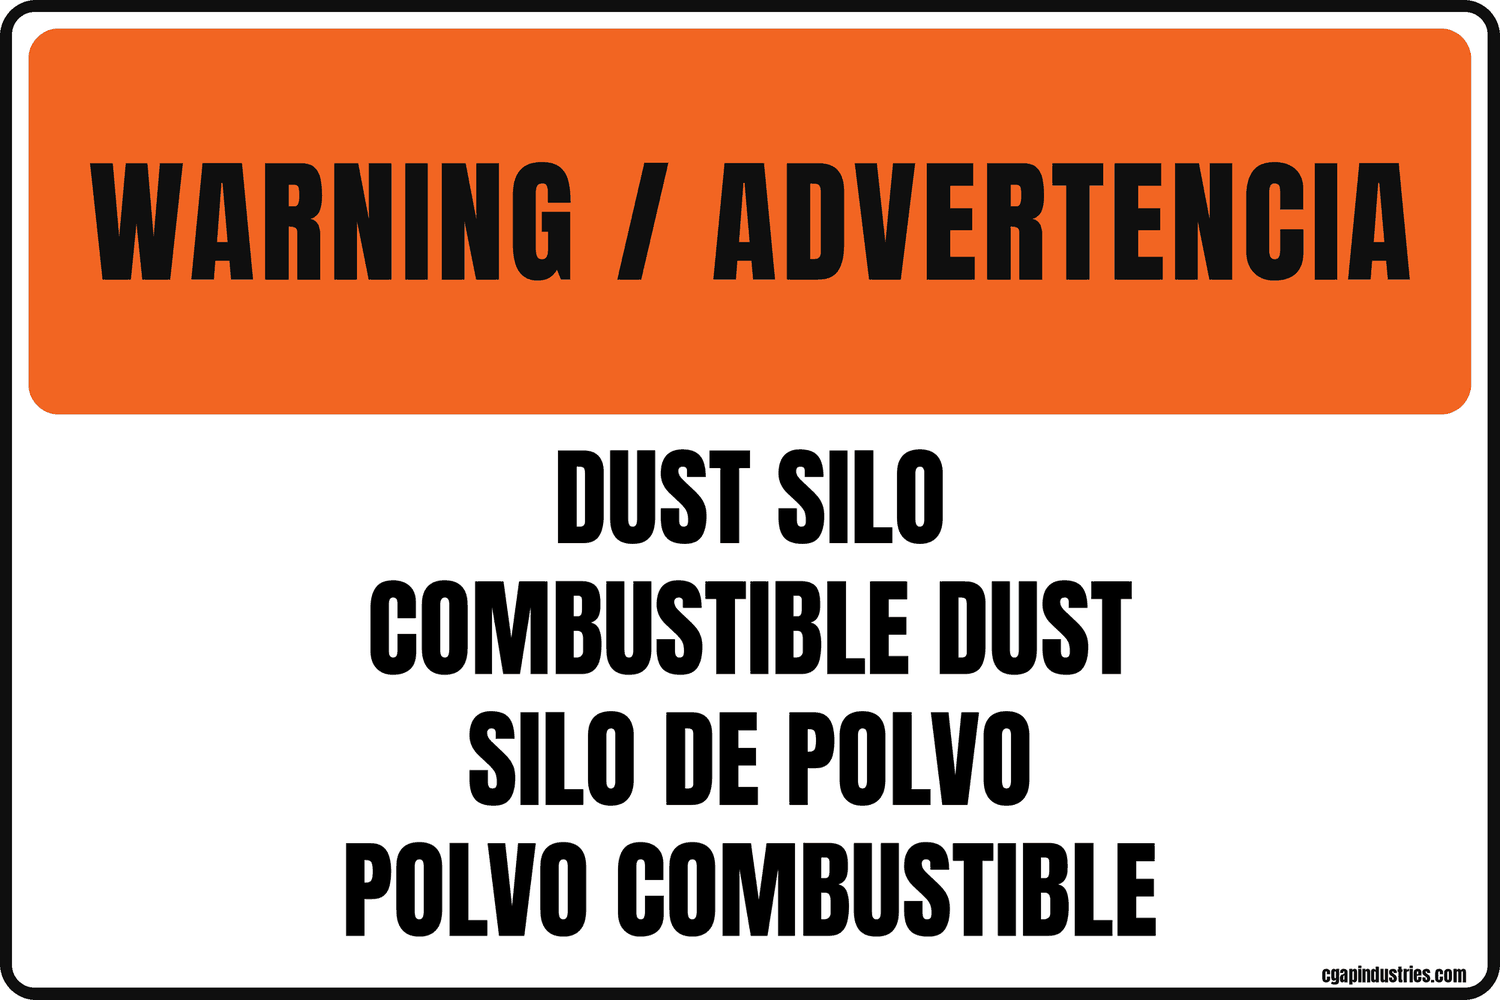 WARNING / ADVERTENCIA
DUST SILO
COMBUSTIBLE DUST
SILO DE POLVO
POLVO COMBUSTIBLE
cgapindustries.com